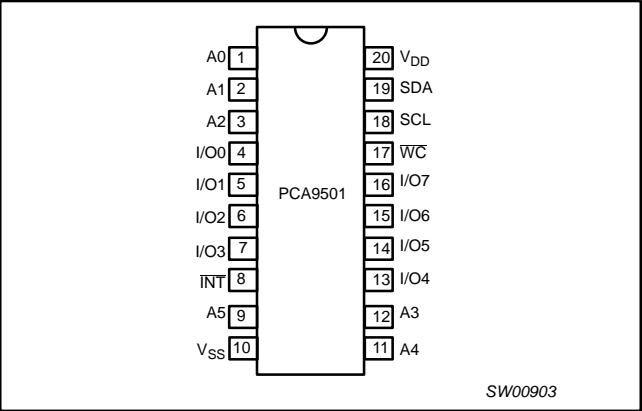 A0 1 20 VDD
A1 2 19 SDA
A2 3 18 SCL
I/O0 4 17 W̅C̅
I/O1 5 16 I/O7
PCA9501
I/O2 6 15 I/O6
I/O3 7 14 I/O5
I̅N̅T̅ 8 13 I/O4
A5 9 12 A3
VSS 10 11 A4
SW00903